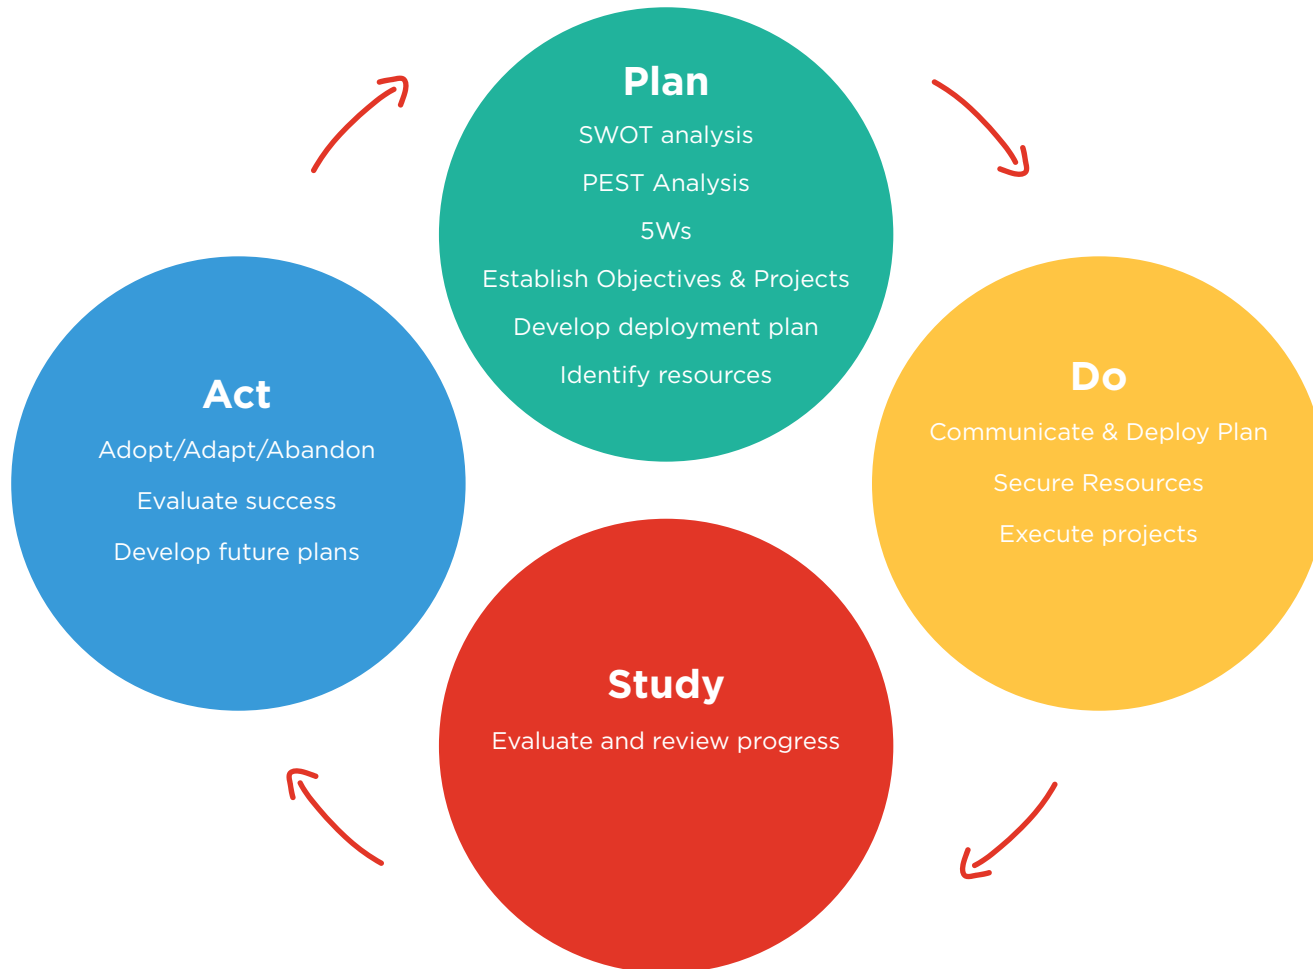 Plan
SWOT analysis
PEST Analysis
5Ws
Establish Objectives & Projects
Develop deployment plan
Identify resources
Do
Communicate & Deploy Plan
Secure Resources
Execute projects
Study
Evaluate and review progress
Act
Adopt/Adapt/Abandon
Evaluate success
Develop future plans